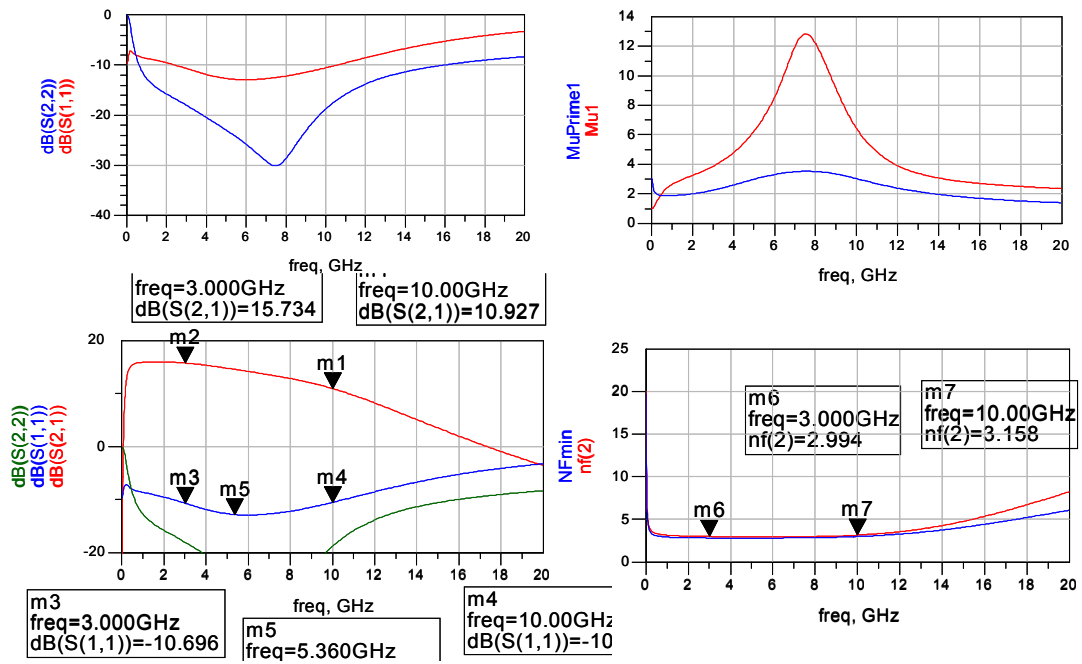 dB(S(2,2))
dB(S(1,1))
0
-10
-20
-30
-40
0 2 4 6 8 10 12 14 16 18 20
freq, GHz
MuPrime1
Mu1
14
12
10
8
6
4
2
0
0 2 4 6 8 10 12 14 16 18 20
freq, GHz
freq=3.000GHz
dB(S(2,1))=15.734
freq=10.00GHz
dB(S(2,1))=10.927
dB(S(2,2))
dB(S(1,1))
dB(S(2,1))
20
0
-20
m2
m1
m3
m5
m4
0 2 4 6 8 10 12 14 16 18 20
freq, GHz
m3
freq=3.000GHz
dB(S(1,1))=-10.696
m5
freq=5.360GHz
m4
freq=10.00GHz
dB(S(1,1))=-10
NFmin
nf(2)
25
20
15
10
5
0
m6
freq=3.000GHz
nf(2)=2.994
m7
freq=10.00GHz
nf(2)=3.158
m6
m7
0 2 4 6 8 10 12 14 16 18 20
freq, GHz